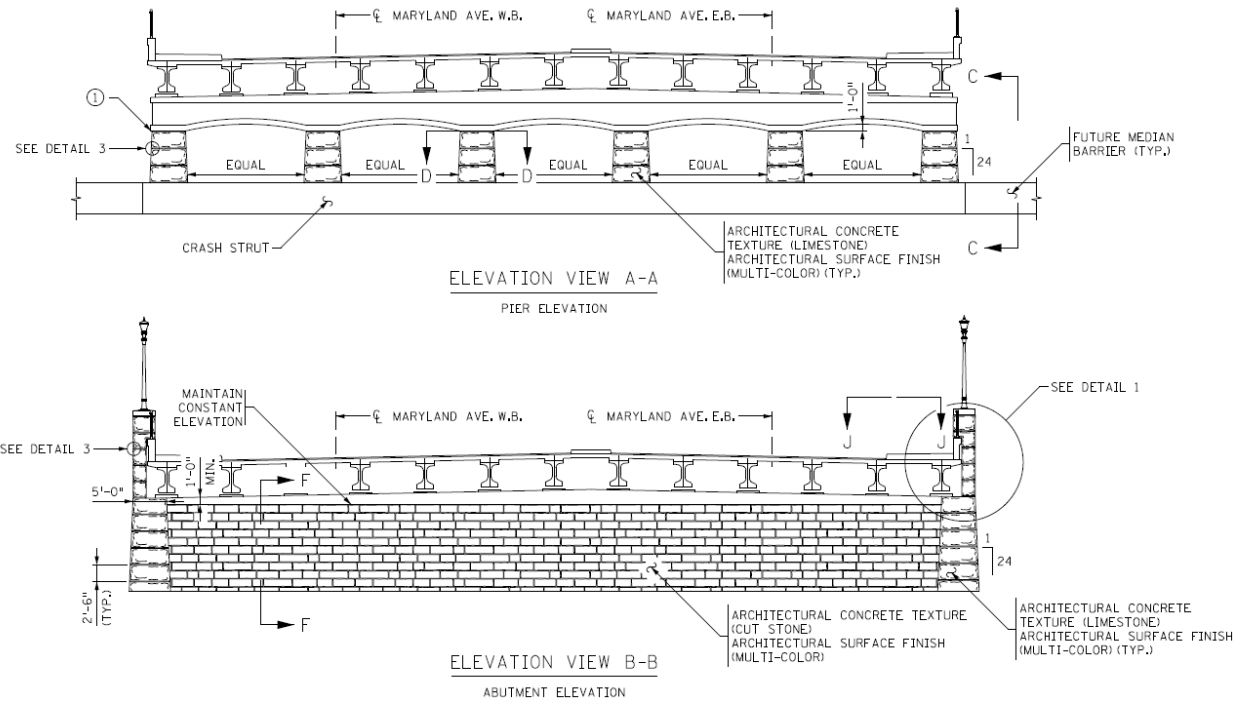 ℄ MARYLAND AVE. W.B.
℄ MARYLAND AVE. E.B.
C
1
1'-0"
SEE DETAIL 3
1
24
FUTURE MEDIAN
BARRIER (TYP.)
EQUAL
EQUAL
EQUAL
EQUAL
EQUAL
D
D
CRASH STRUT
ARCHITECTURAL CONCRETE
TEXTURE (LIMESTONE)
ARCHITECTURAL SURFACE FINISH
(MULTI-COLOR) (TYP.)
C
ELEVATION VIEW A-A
PIER ELEVATION
MAINTAIN
CONSTANT
ELEVATION
℄ MARYLAND AVE. W.B.
℄ MARYLAND AVE. E.B.
SEE DETAIL 1
J
J
SEE DETAIL 3
1'-0"
MIN.
F
5'-0"
1
24
2'-6"
(TYP.)
F
ARCHITECTURAL CONCRETE TEXTURE
(CUT STONE)
ARCHITECTURAL SURFACE FINISH
(MULTI-COLOR)
ARCHITECTURAL CONCRETE
TEXTURE (LIMESTONE)
ARCHITECTURAL SURFACE FINISH
(MULTI-COLOR) (TYP.)
ELEVATION VIEW B-B
ABUTMENT ELEVATION